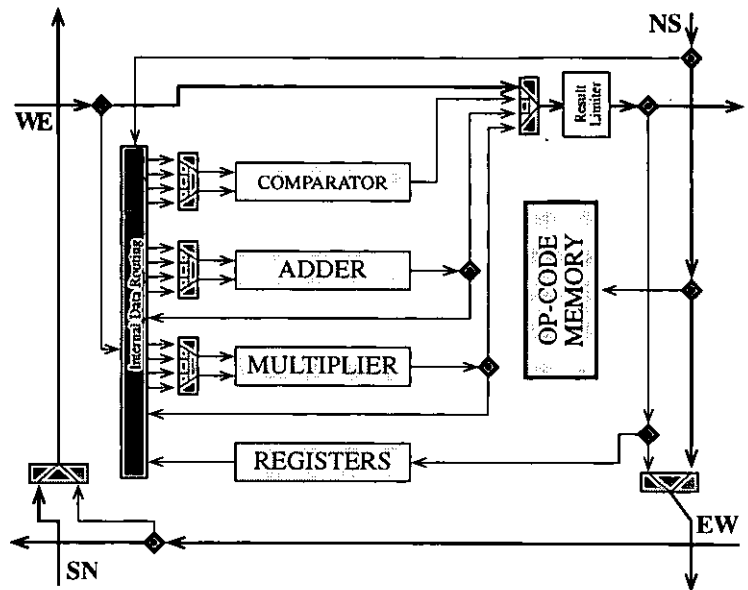 NS
WE
Result
Limiter
COMPARATOR
Internal Data Routing
ADDER
OP-CODE
MEMORY
MULTIPLIER
REGISTERS
EW
SN